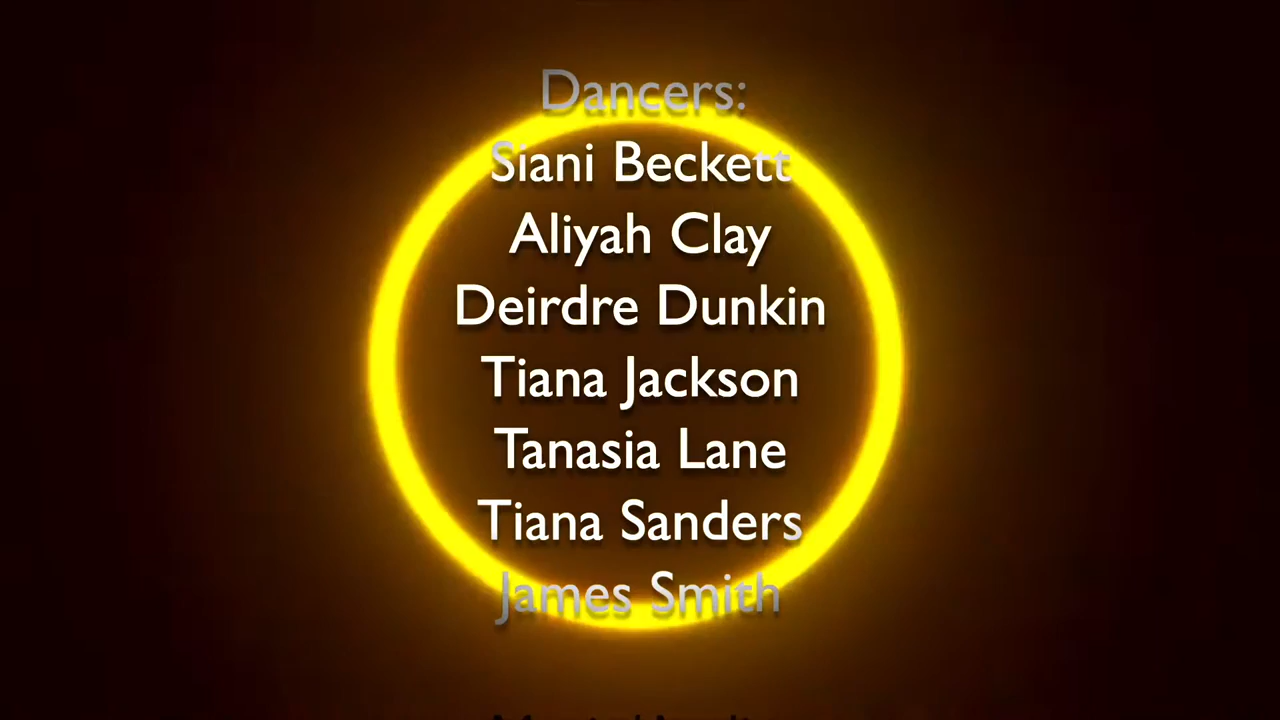 Dancers:
Siani Beckett
Aliyah Clay
Deirdre Dunkin
Tiana Jackson
Tanasia Lane
Tiana Sanders
James Smith